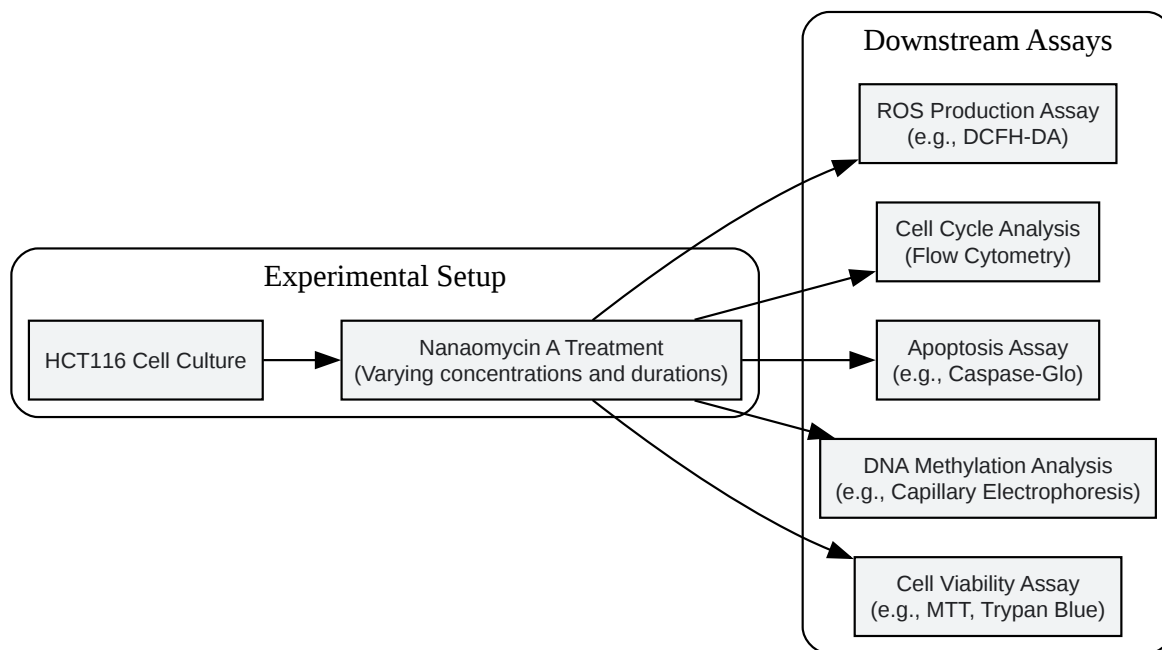 Experimental Setup
HCT116 Cell Culture
Nanaomycin A Treatment
(Varying concentrations and durations)
Downstream Assays
ROS Production Assay
(e.g., DCFH-DA)
Cell Cycle Analysis
(Flow Cytometry)
Apoptosis Assay
(e.g., Caspase-Glo)
DNA Methylation Analysis
(e.g., Capillary Electrophoresis)
Cell Viability Assay
(e.g., MTT, Trypan Blue)